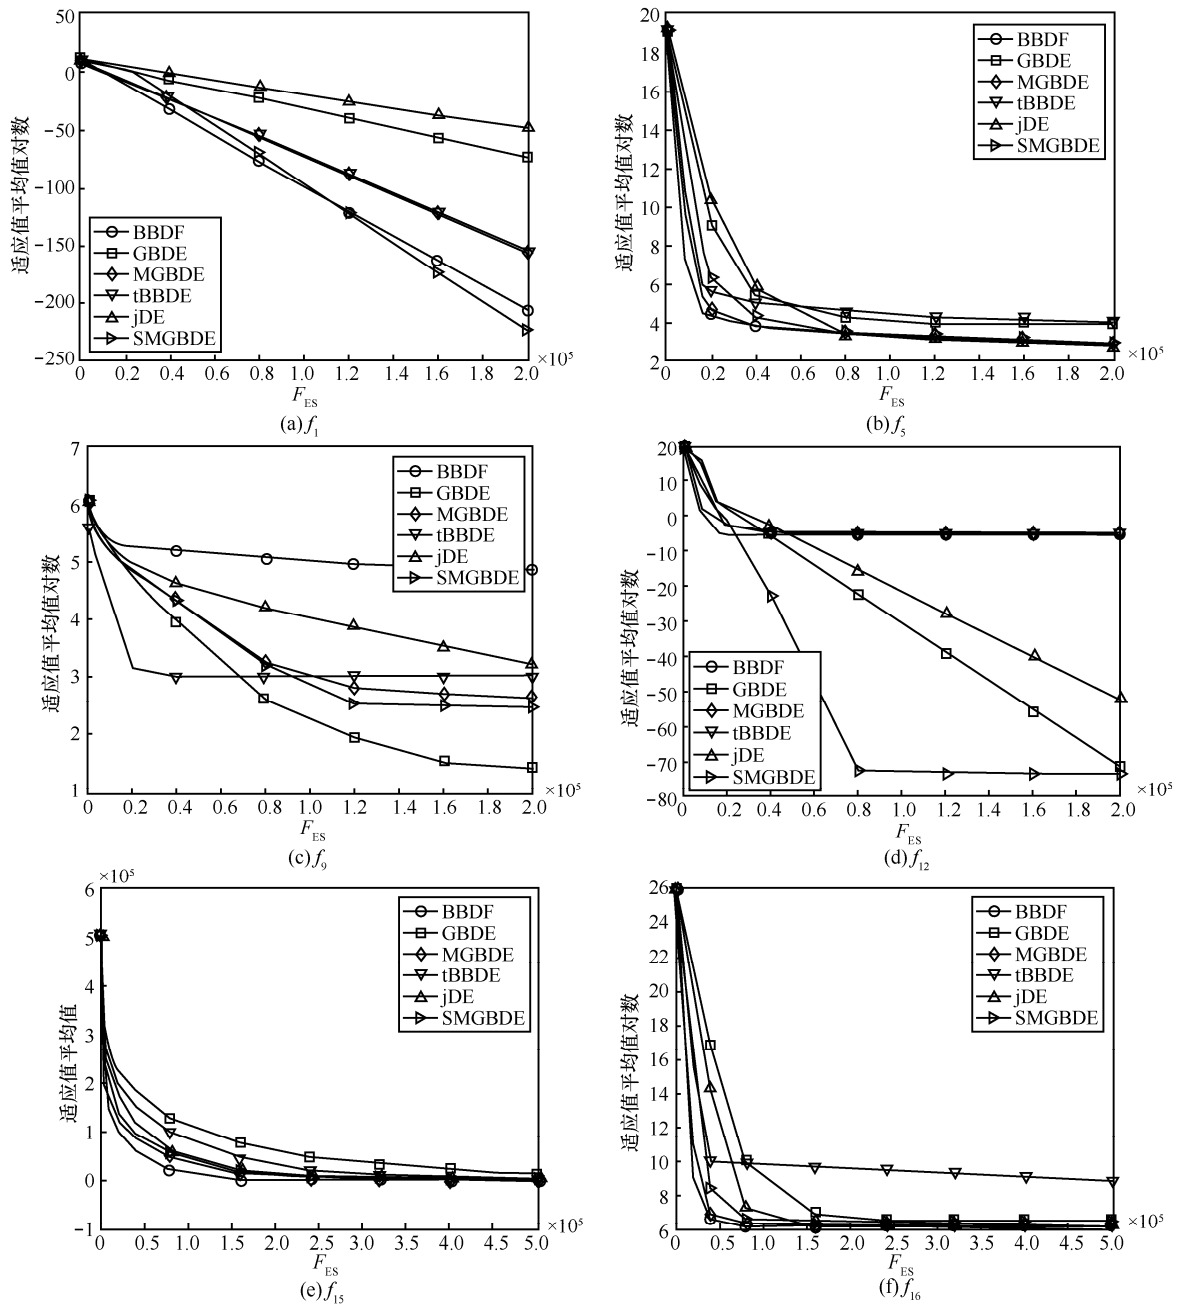 50
0
−50
−100
−150
−200
−250
适应值平均值对数
BBDF
GBDE
MGBDE
tBBDE
jDE
SMGBDE
0 0.2 0.4 0.6 0.8 1.0 1.2 1.4 1.6 1.8 2.0
×10⁵
F_ES
(a) f₁
20
18
16
14
12
10
8
6
4
2
适应值平均值对数
BBDF
GBDE
MGBDE
tBBDE
jDE
SMGBDE
0 0.2 0.4 0.6 0.8 1.0 1.2 1.4 1.6 1.8 2.0
×10⁵
F_ES
(b) f₅
7
6
5
4
3
2
1
适应值平均值对数
BBDF
GBDE
MGBDE
tBBDE
jDE
SMGBDE
0 0.2 0.4 0.6 0.8 1.0 1.2 1.4 1.6 1.8 2.0
×10⁵
F_ES
(c) f₉
20
10
0
−10
−20
−30
−40
−50
−60
−70
−80
适应值平均值对数
BBDF
GBDE
MGBDE
tBBDE
jDE
SMGBDE
0 0.2 0.4 0.6 0.8 1.0 1.2 1.4 1.6 1.8 2.0
×10⁵
F_ES
(d) f₁₂
×10⁵
6
5
4
3
2
1
0
−1
适应值平均值
BBDF
GBDE
MGBDE
tBBDE
jDE
SMGBDE
0 0.5 1.0 1.5 2.0 2.5 3.0 3.5 4.0 4.5 5.0
×10⁵
F_ES
(e) f₁₅
26
24
22
20
18
16
14
12
10
8
6
适应值平均值对数
BBDF
GBDE
MGBDE
tBBDE
jDE
SMGBDE
0 0.5 1.0 1.5 2.0 2.5 3.0 3.5 4.0 4.5 5.0
×10⁵
F_ES
(f) f₁₆